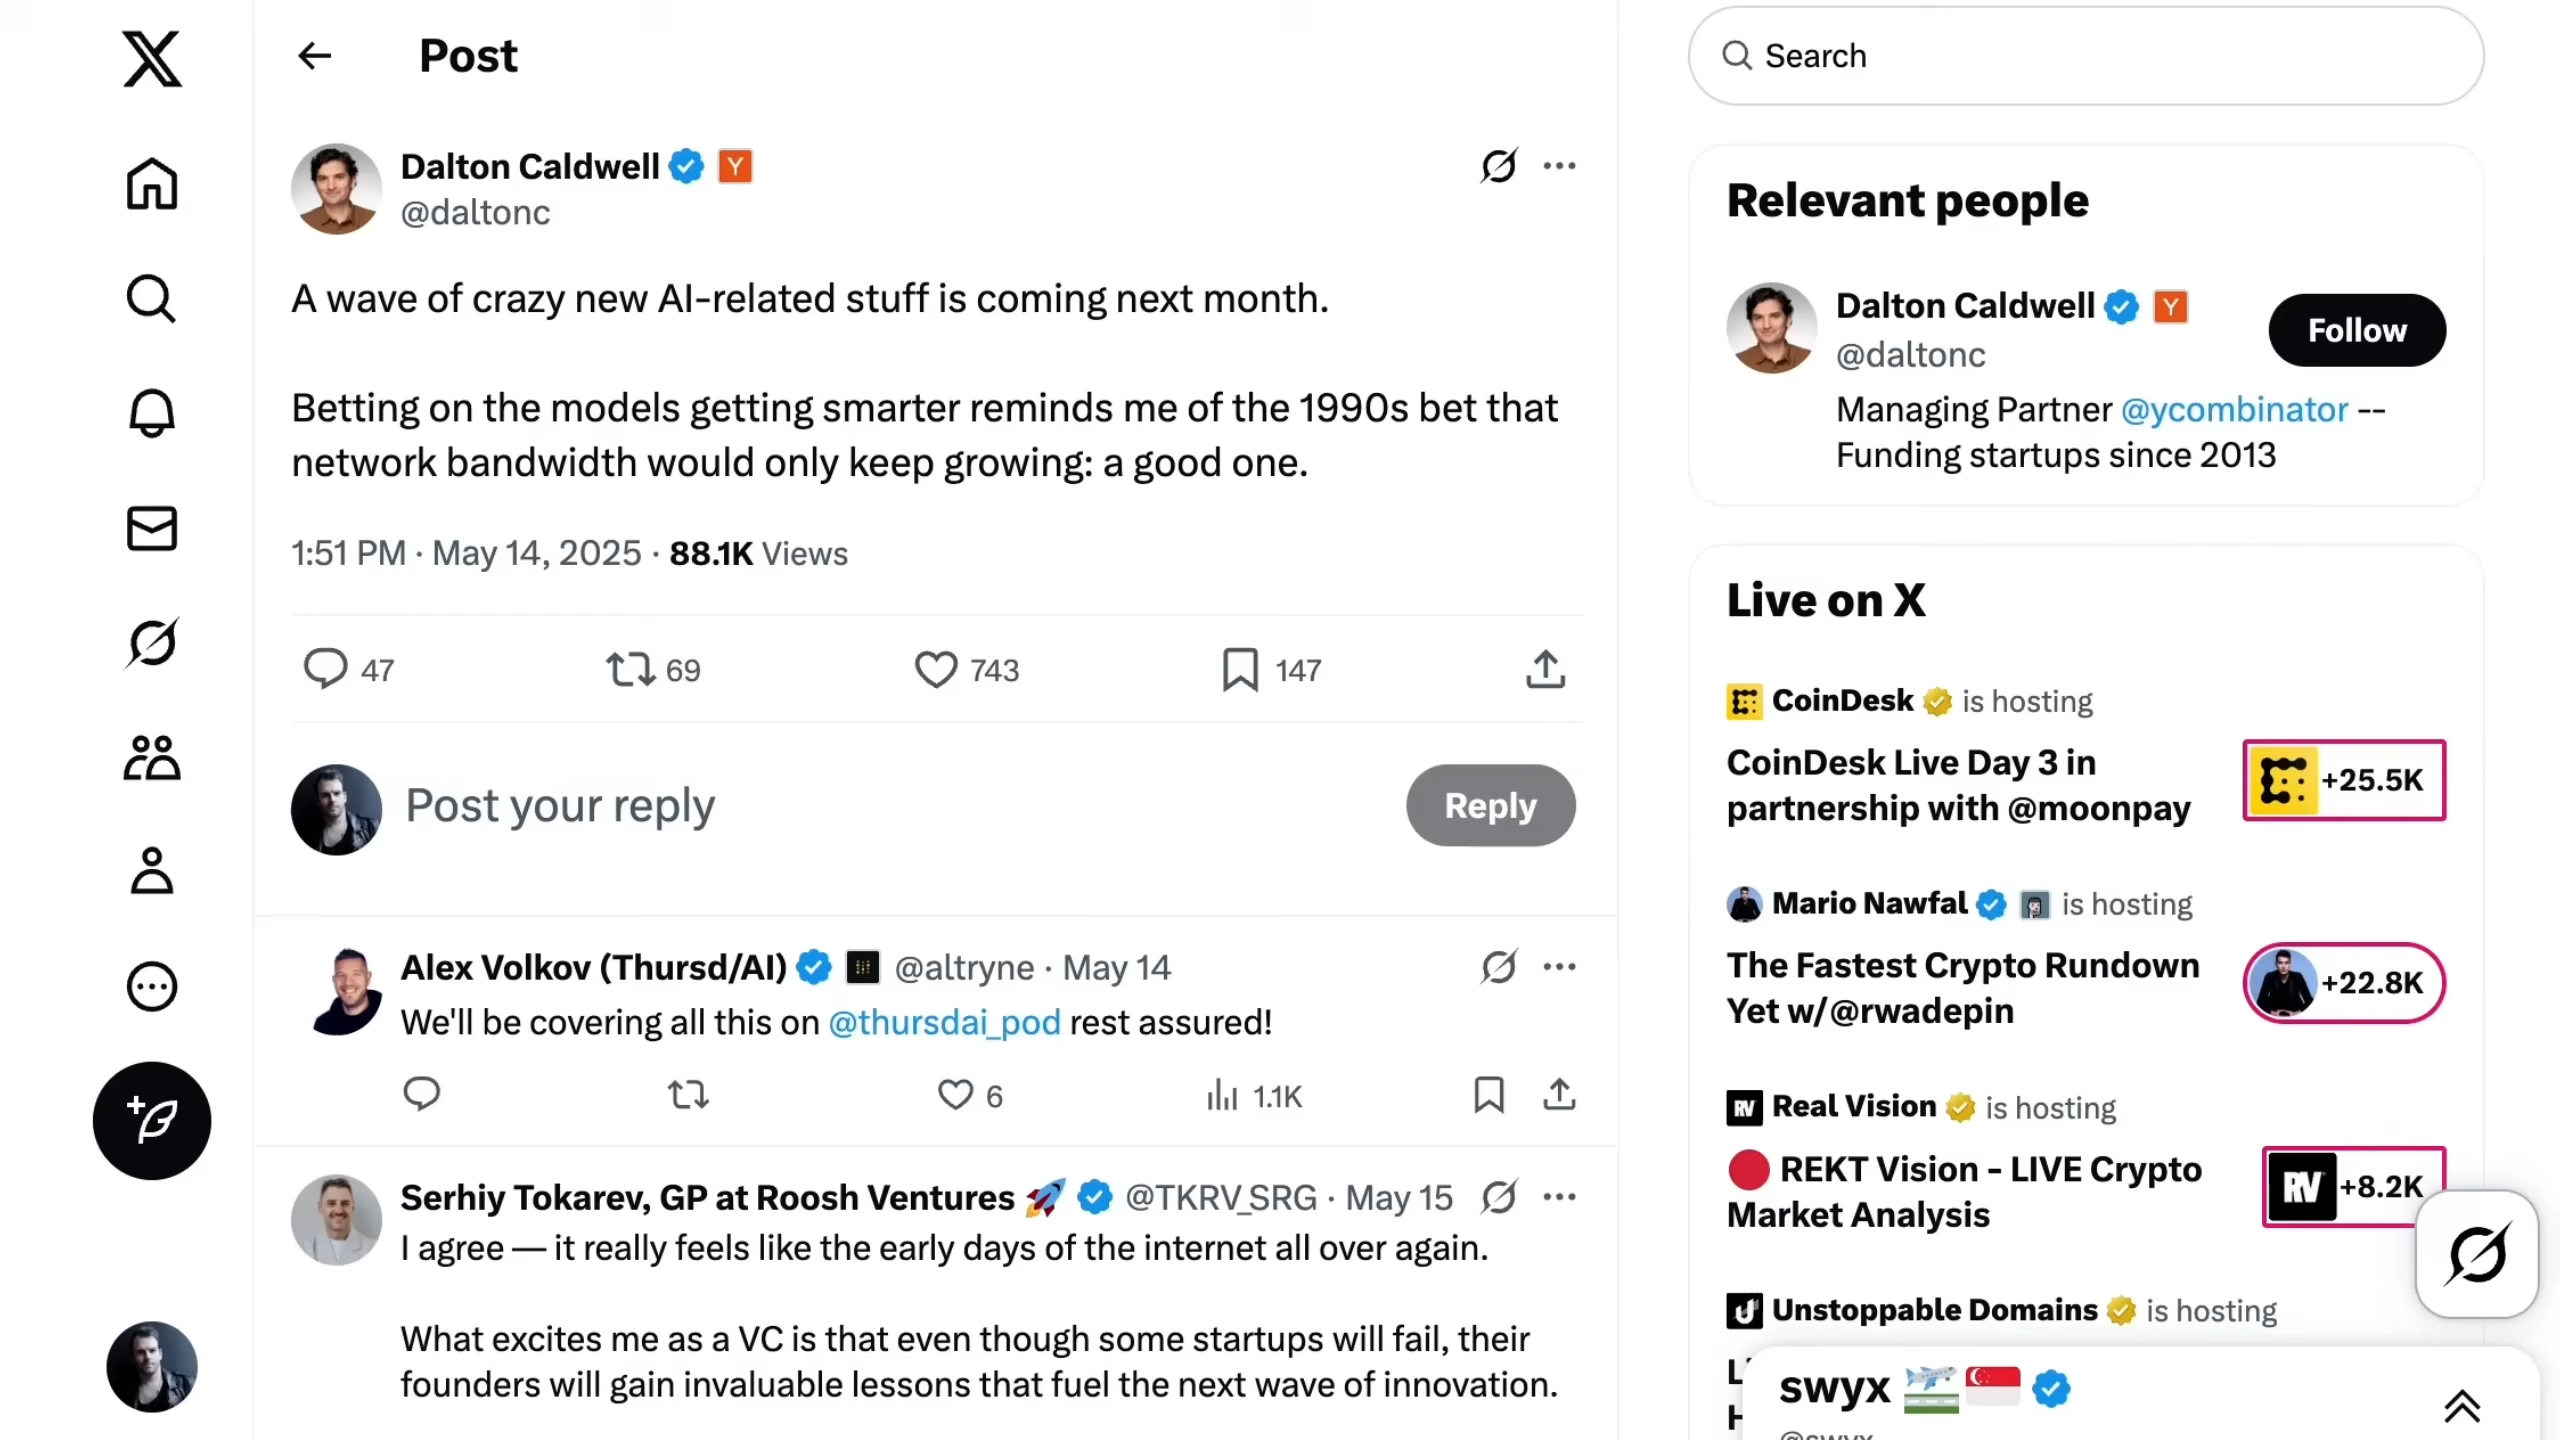 Post
Dalton Caldwell
@daltonc
A wave of crazy new AI-related stuff is coming next month.
Betting on the models getting smarter reminds me of the 1990s bet that
network bandwidth would only keep growing: a good one.
1:51 PM · May 14, 2025 · 88.1K Views
47 69 743 147
Post your reply
Reply
Alex Volkov (Thursd/AI) @altryne · May 14
We'll be covering all this on @thursdai_pod rest assured!
6 1.1K
Serhiy Tokarev, GP at Roosh Ventures 🚀 @TKRV_SRG · May 15
I agree — it really feels like the early days of the internet all over again.
What excites me as a VC is that even though some startups will fail, their
founders will gain invaluable lessons that fuel the next wave of innovation.
Search
Relevant people
Dalton Caldwell
@daltonc
Follow
Managing Partner @ycombinator --
Funding startups since 2013
Live on X
CoinDesk is hosting
CoinDesk Live Day 3 in
partnership with @moonpay
+25.5K
Mario Nawfal is hosting
The Fastest Crypto Rundown
Yet w/@rwadepin
+22.8K
Real Vision is hosting
🔴 REKT Vision - LIVE Crypto
Market Analysis
RV +8.2K
Unstoppable Domains is hosting
swyx
@swyx